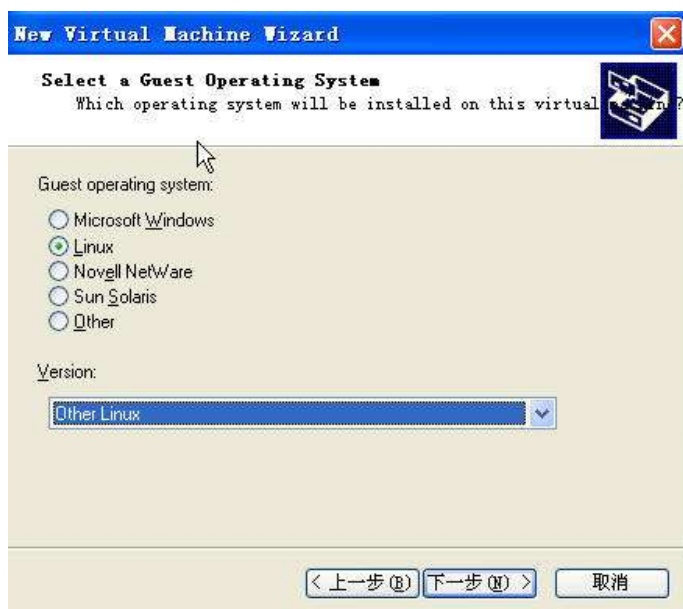 New Virtual Machine Wizard
Select a Guest Operating System
Which operating system will be installed on this virtual
Guest operating system:
Microsoft Windows
Linux
Novell NetWare
Sun Solaris
Other
Version:
Other Linux
< 上一步(B) 下一步(N) > 取消